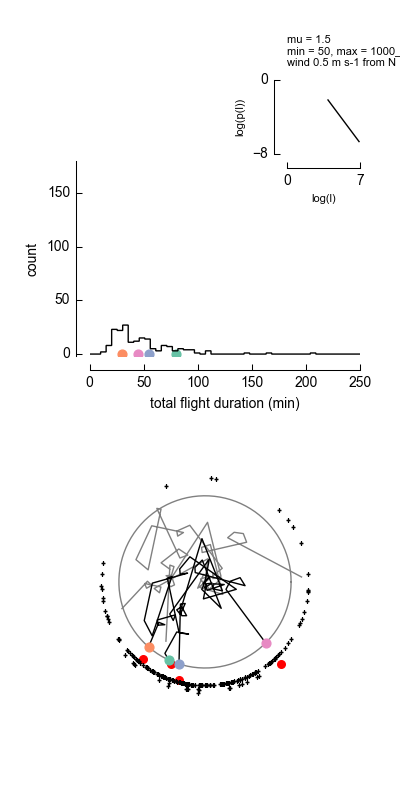 mu = 1.5
min = 50, max = 1000_
wind 0.5 m s-1 from N
0
log(p(l))
−8
0 7
log(l)
150
100
count
50
0
0 50 100 150 200 250
total flight duration (min)